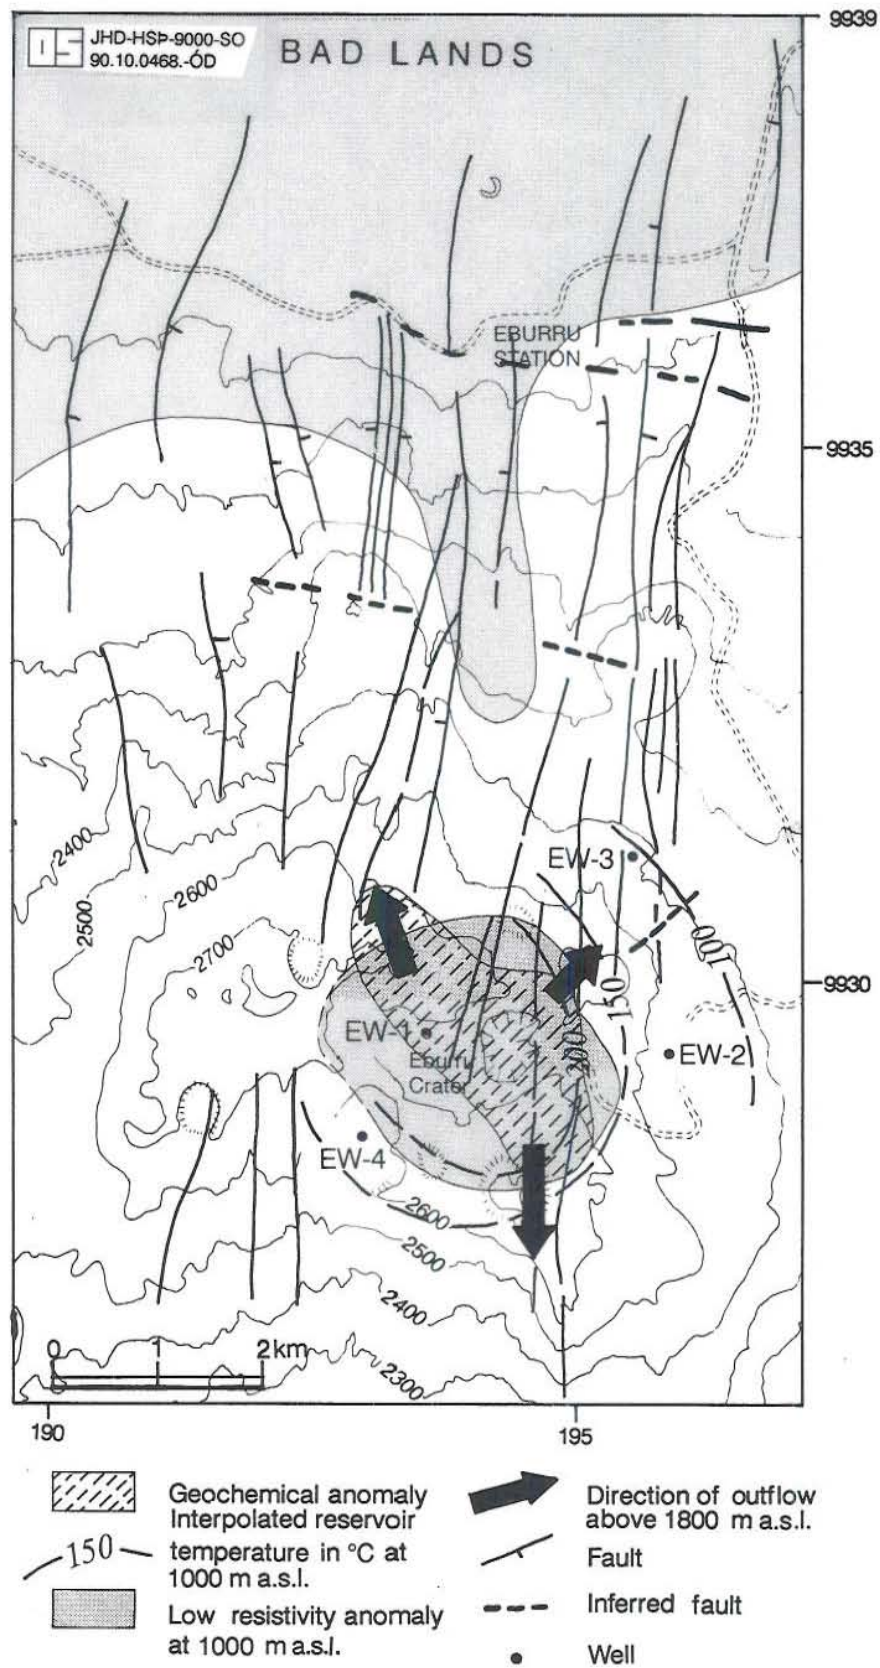 JHD-HSÞ-9000-SO
90.10.0468.-ÓD
BAD LANDS
9939
EBURRU
STATION
9935
2400
2500
2600
2700
EW-3
100
9930
150
EW-1
Eburru
Crater
200
EW-2
EW-4
2600
2500
2400
2300
0 1 2km
190 195
Geochemical anomaly
Interpolated reservoir
150
temperature in °C at
1000 m a.s.l.
Low resistivity anomaly
at 1000 m a.s.l.
Direction of outflow
above 1800 m a.s.l.
Fault
Inferred fault
Well